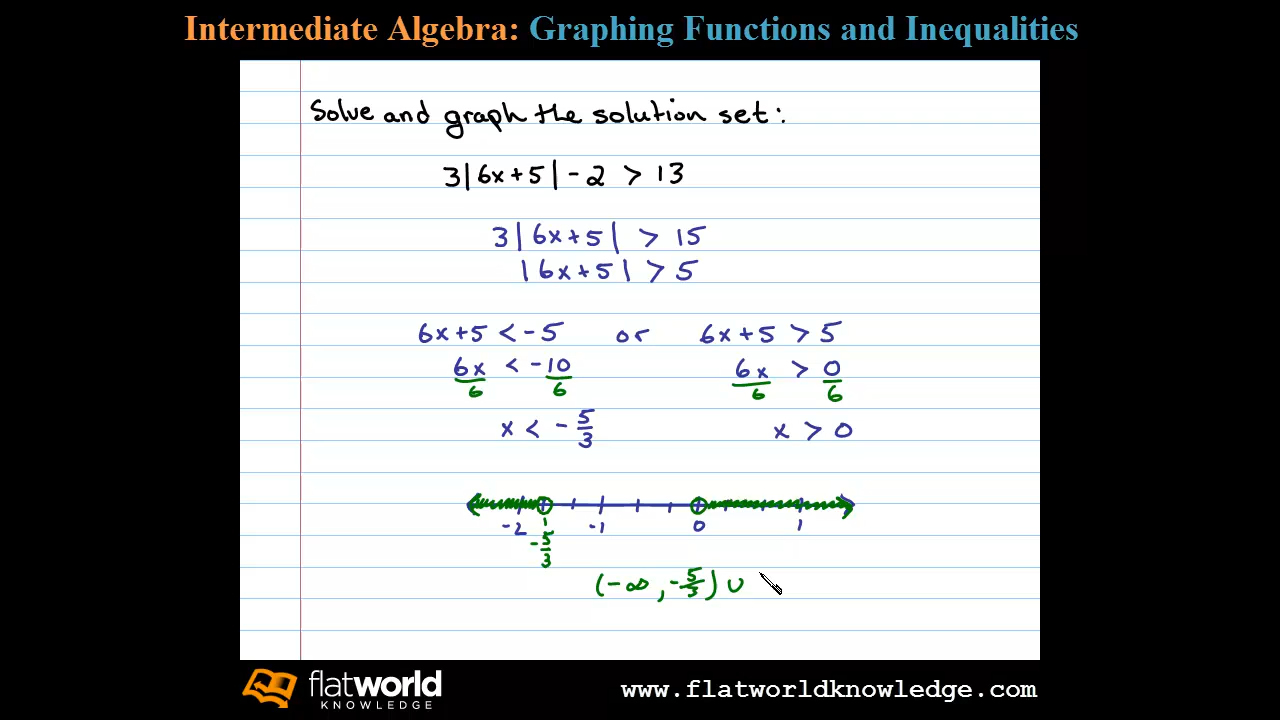 Intermediate Algebra: Graphing Functions and Inequalities
Solve and graph the solution set:
3|6x+5|-2 > 13
3|6x+5| > 15
|6x+5| > 5
6x+5 < -5 or 6x+5 > 5
6x/6 < -10/6 6x/6 > 0/6
x < -5/3 x > 0
-2 -5/3 -1 0 1
(-∞, -5/3) ∪
flatworld
KNOWLEDGE
www.flatworldknowledge.com